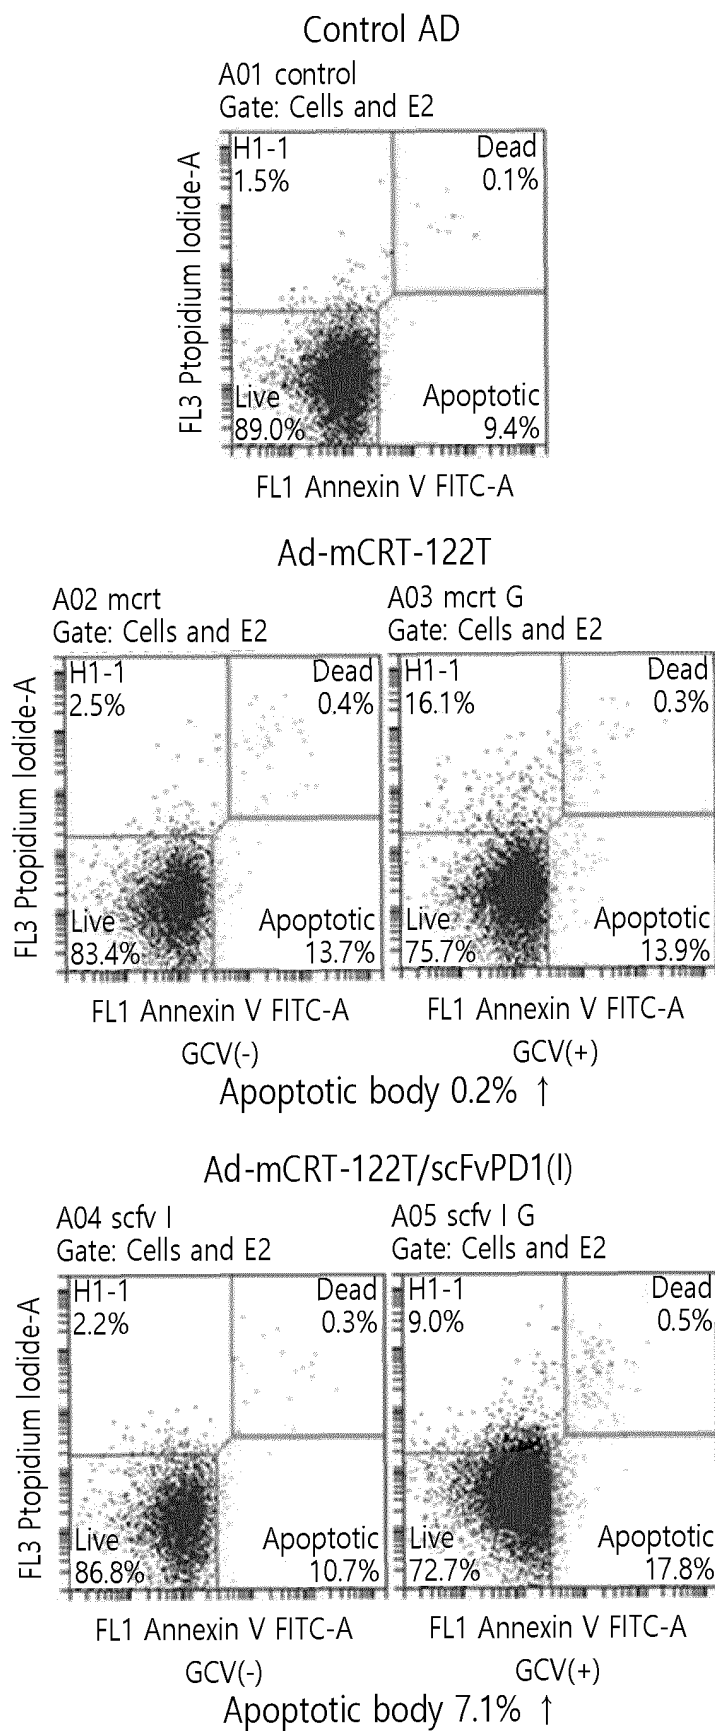 Control AD
A01 control
Gate: Cells and E2
H1-1
1.5%
Dead
0.1%
Live
89.0%
Apoptotic
9.4%
FL3 Ptopidium Iodide-A
FL1 Annexin V FITC-A
Ad-mCRT-122T
A02 mcrt
Gate: Cells and E2
H1-1
2.5%
Dead
0.4%
Live
83.4%
Apoptotic
13.7%
FL3 Ptopidium Iodide-A
FL1 Annexin V FITC-A
GCV(-)
A03 mcrt G
Gate: Cells and E2
H1-1
16.1%
Dead
0.3%
Live
75.7%
Apoptotic
13.9%
FL1 Annexin V FITC-A
GCV(+)
Apoptotic body 0.2% ↑
Ad-mCRT-122T/scFvPD1(I)
A04 scfv I
Gate: Cells and E2
H1-1
2.2%
Dead
0.3%
Live
86.8%
Apoptotic
10.7%
FL3 Ptopidium Iodide-A
FL1 Annexin V FITC-A
GCV(-)
A05 scfv I G
Gate: Cells and E2
H1-1
9.0%
Dead
0.5%
Live
72.7%
Apoptotic
17.8%
FL1 Annexin V FITC-A
GCV(+)
Apoptotic body 7.1% ↑